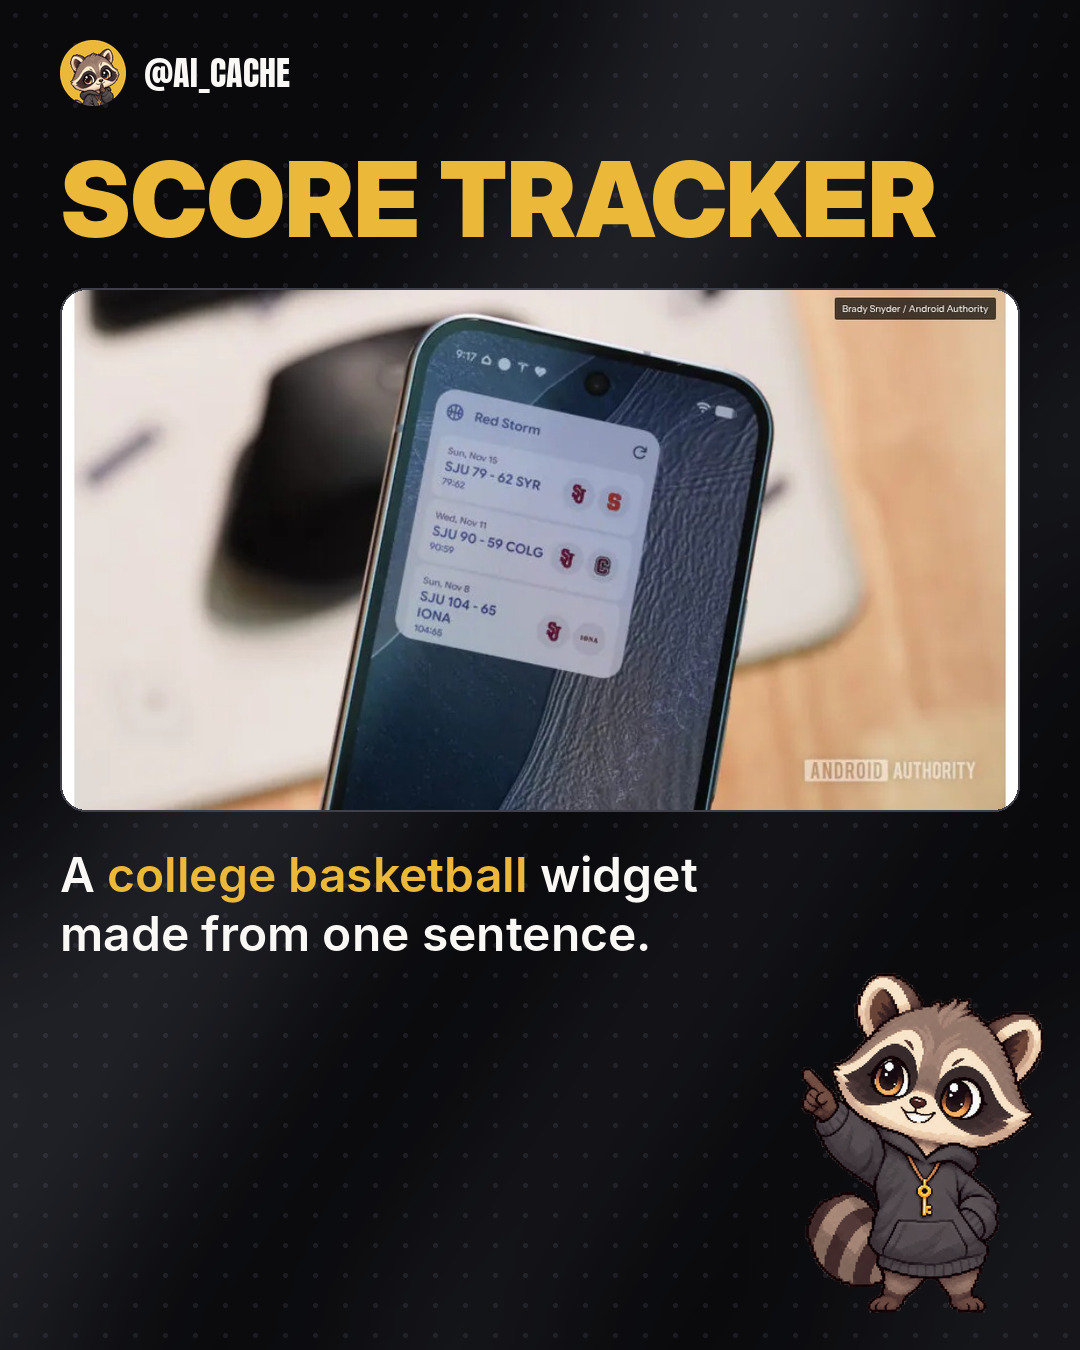 @AI_CACHE
SCORE TRACKER
Brady Snyder / Android Authority
9:17
Red Storm
Sun, Nov 15
SJU 79 - 62 SYR
79:62
S
Wed, Nov 11
SJU 90 - 59 COLG
90:59
C
Sun, Nov 8
SJU 104 - 65
IONA
104:65
IONA
ANDROID AUTHORITY
A college basketball widget
made from one sentence.